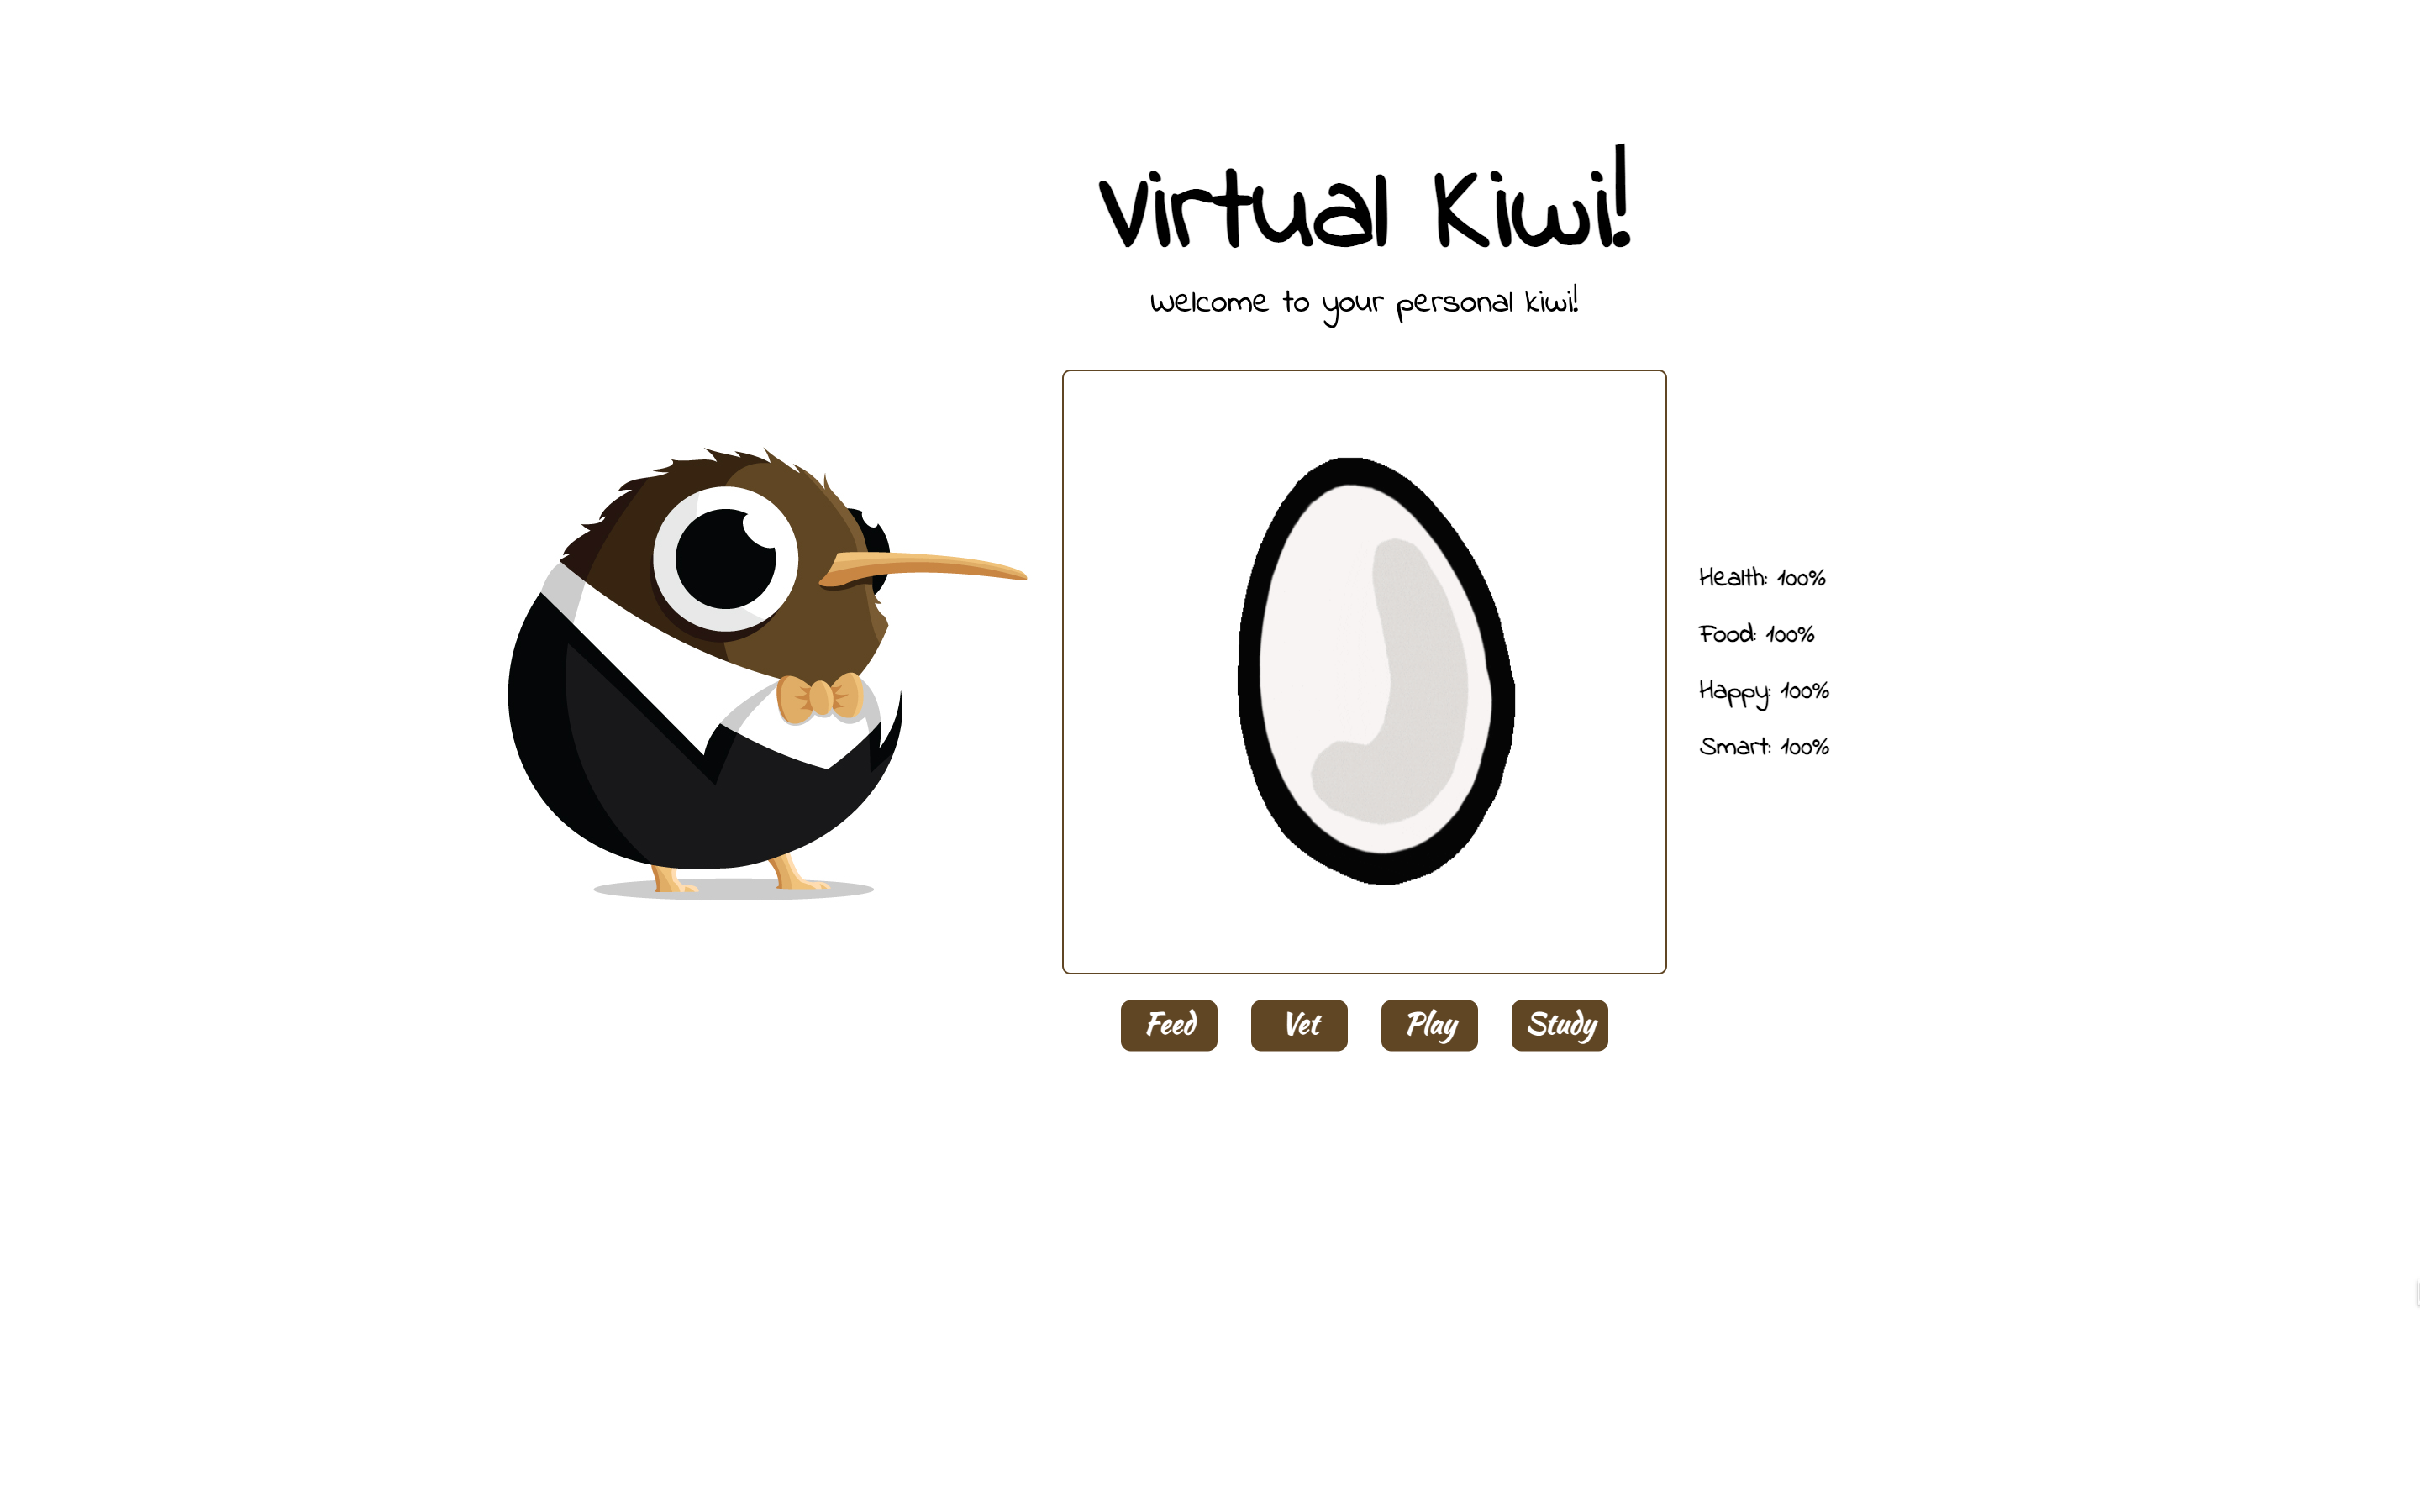 Virtual Kiwi!
Welcome to your personal kiwi!
Health: 100%
Food: 100%
Happy: 100%
Smart: 100%
Feed
Vet
Play
Study